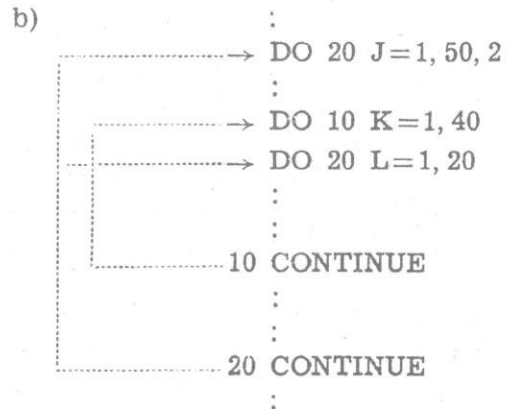 b)
:
DO 20 J=1, 50, 2
:
DO 10 K=1, 40
DO 20 L=1, 20
:
:
10 CONTINUE
:
:
20 CONTINUE
: